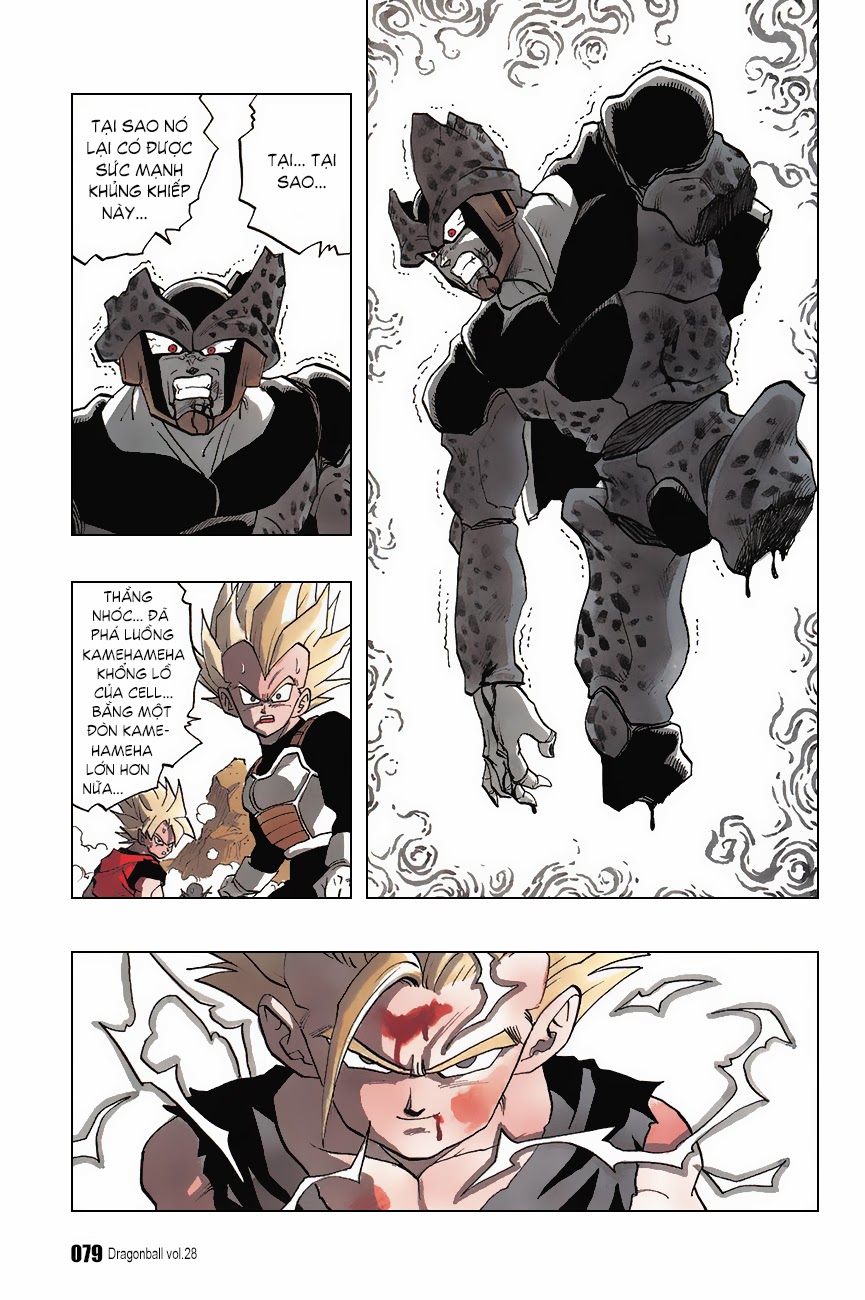 TẠI... TẠI
SAO...
TẠI SAO NÓ
LẠI CÓ ĐƯỢC
SỨC MẠNH
KHỦNG KHIẾP
NÀY...
THẰNG
NHÓC... ĐÃ
PHÁ LUỒNG
KAMEHAMEHA
KHỔNG LỒ
CỦA CELL...
BẰNG MỘT
ĐÒN KAME-
HAMEHA
LỚN HƠN
NỮA...
079 Dragonball vol.28